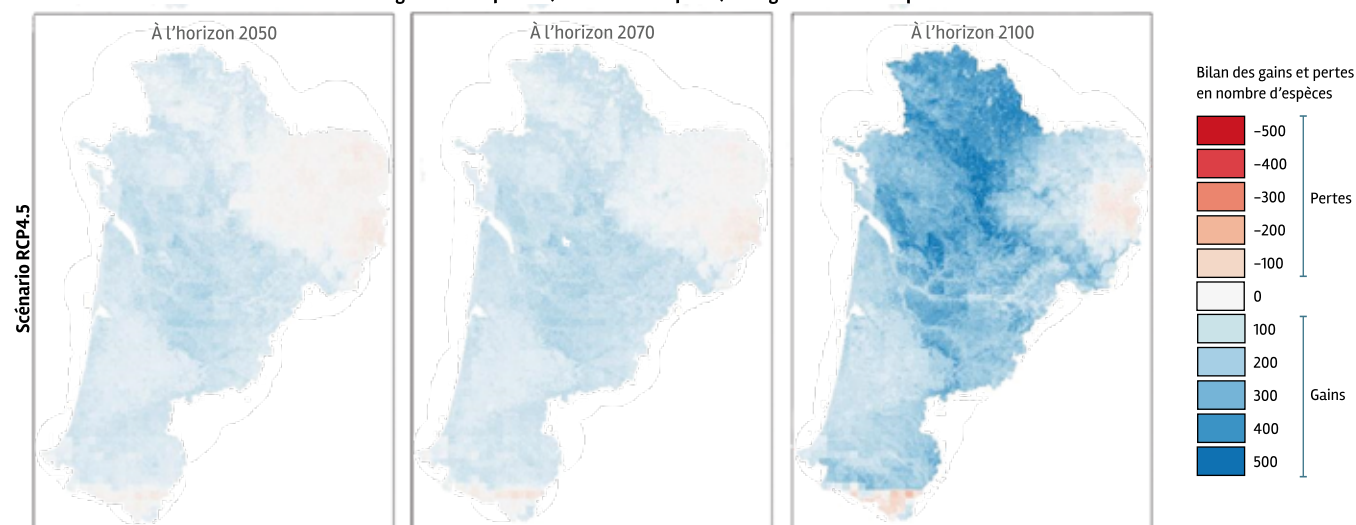 À l'horizon 2050
À l'horizon 2070
À l'horizon 2100
Scénario RCP4.5
Bilan des gains et pertes
en nombre d'espèces
-500
-400
-300
-200
-100
0
100
200
300
400
500
Pertes
Gains